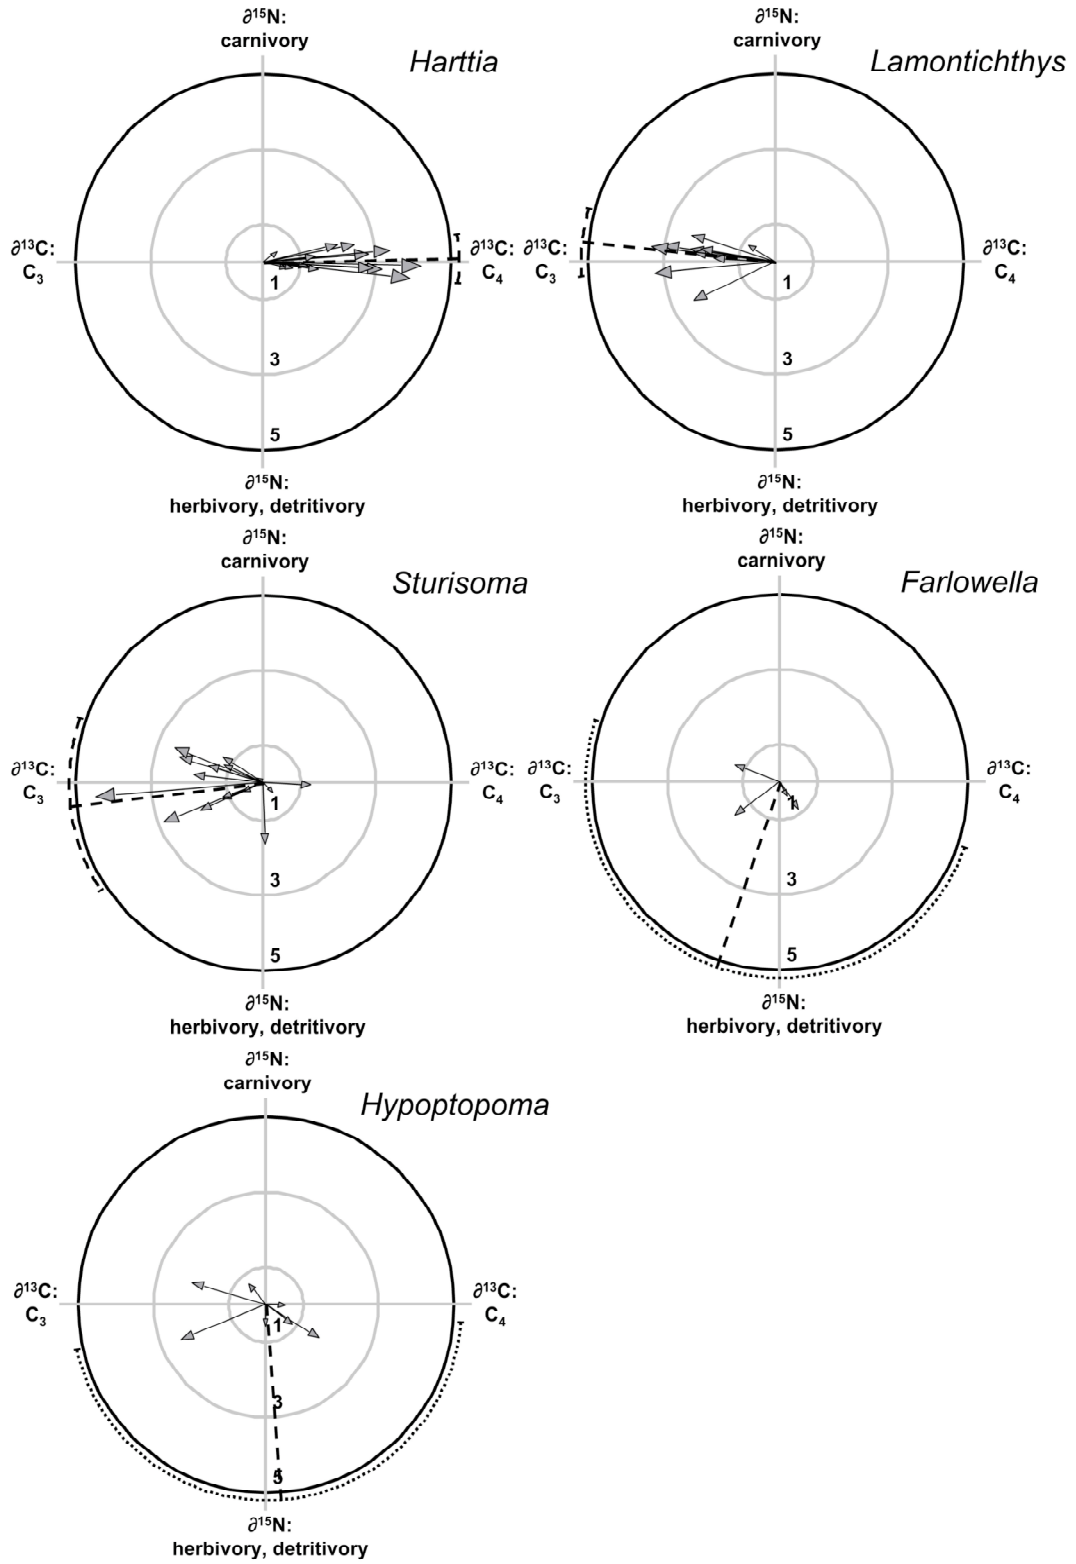 ∂¹⁵N:
carnivory
Harttia
∂¹³C:
C₃
∂¹³C:
C₄
1
3
5
∂¹⁵N:
herbivory, detritivory
∂¹⁵N:
carnivory
Lamontichthys
∂¹³C:
C₃
∂¹³C:
C₄
1
3
5
∂¹⁵N:
herbivory, detritivory
∂¹⁵N:
carnivory
Sturisoma
∂¹³C:
C₃
∂¹³C:
C₄
1
3
5
∂¹⁵N:
herbivory, detritivory
∂¹⁵N:
carnivory
Farlowella
∂¹³C:
C₃
∂¹³C:
C₄
1
3
5
∂¹⁵N:
herbivory, detritivory
∂¹⁵N:
carnivory
Hypoptopoma
∂¹³C:
C₃
∂¹³C:
C₄
1
3
5
∂¹⁵N:
herbivory, detritivory